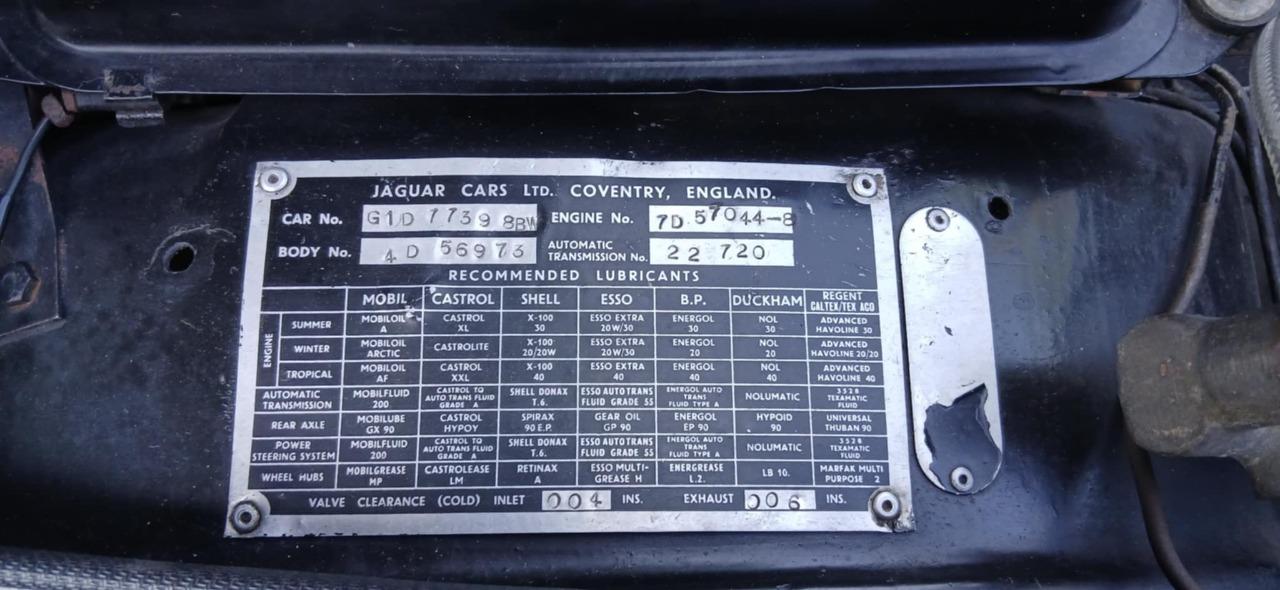 JAGUAR CARS LTD. COVENTRY, ENGLAND.
CAR No. G1D 77398BW ENGINE No. 7D 57044-8
BODY No. 4D 56973 AUTOMATIC TRANSMISSION No. 22 720
RECOMMENDED LUBRICANTS
MOBIL CASTROL SHELL ESSO B.P. DUCKHAM REGENT CALTEX/TEXACO
ENGINE
SUMMER MOBILOIL A CASTROL XL X-100 30 ESSO EXTRA 20W/30 ENERGOL 30 NOL 30 ADVANCED HAVOLINE 30
WINTER MOBILOIL ARCTIC CASTROLITE X-100 20/20W ESSO EXTRA 20W/30 ENERGOL 20 NOL 20 ADVANCED HAVOLINE 20/20
TROPICAL MOBILOIL AF CASTROL XXL X-100 40 ESSO EXTRA 40 ENERGOL 40 NOL 40 ADVANCED HAVOLINE 40
AUTOMATIC TRANSMISSION MOBILFLUID 200 CASTROL TQ AUTO TRANS FLUID GRADE A SHELL DONAX T.6. ESSO AUTOTRANS FLUID GRADE 55 ENERGOL AUTO TRANS FLUID TYPE A NOLUMATIC 3528 TEXAMATIC FLUID
REAR AXLE MOBILUBE GX 90 CASTROL HYPOY SPIRAX 90 E.P. GEAR OIL GP 90 ENERGOL EP 90 HYPOID 90 UNIVERSAL THUBAN 90
POWER STEERING SYSTEM MOBILFLUID 200 CASTROL TQ AUTO TRANS FLUID GRADE A SHELL DONAX T.6. ESSO AUTOTRANS FLUID GRADE 55 ENERGOL AUTO TRANS FLUID TYPE A NOLUMATIC 3528 TEXAMATIC FLUID
WHEEL HUBS MOBILGREASE MP CASTROLEASE LM RETINAX A ESSO MULTI-GREASE H ENERGREASE L.2. LB 10. MARFAK MULTI PURPOSE 2
VALVE CLEARANCE (COLD) INLET 004 INS. EXHAUST 006 INS.